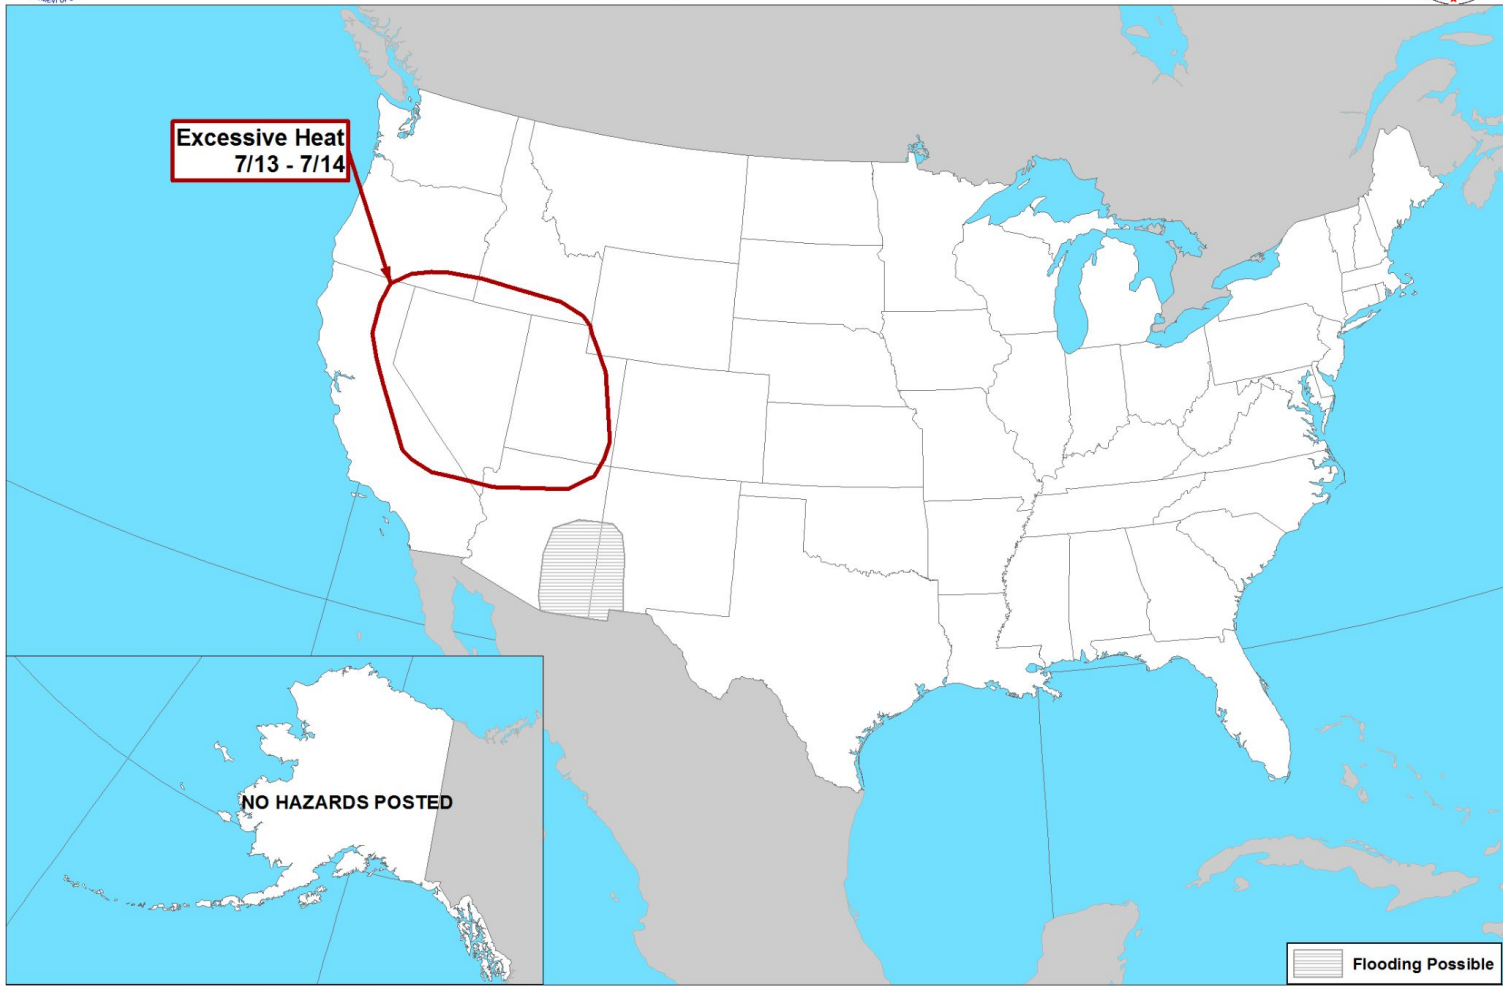 Excessive Heat
7/13 - 7/14
NO HAZARDS POSTED
Flooding Possible